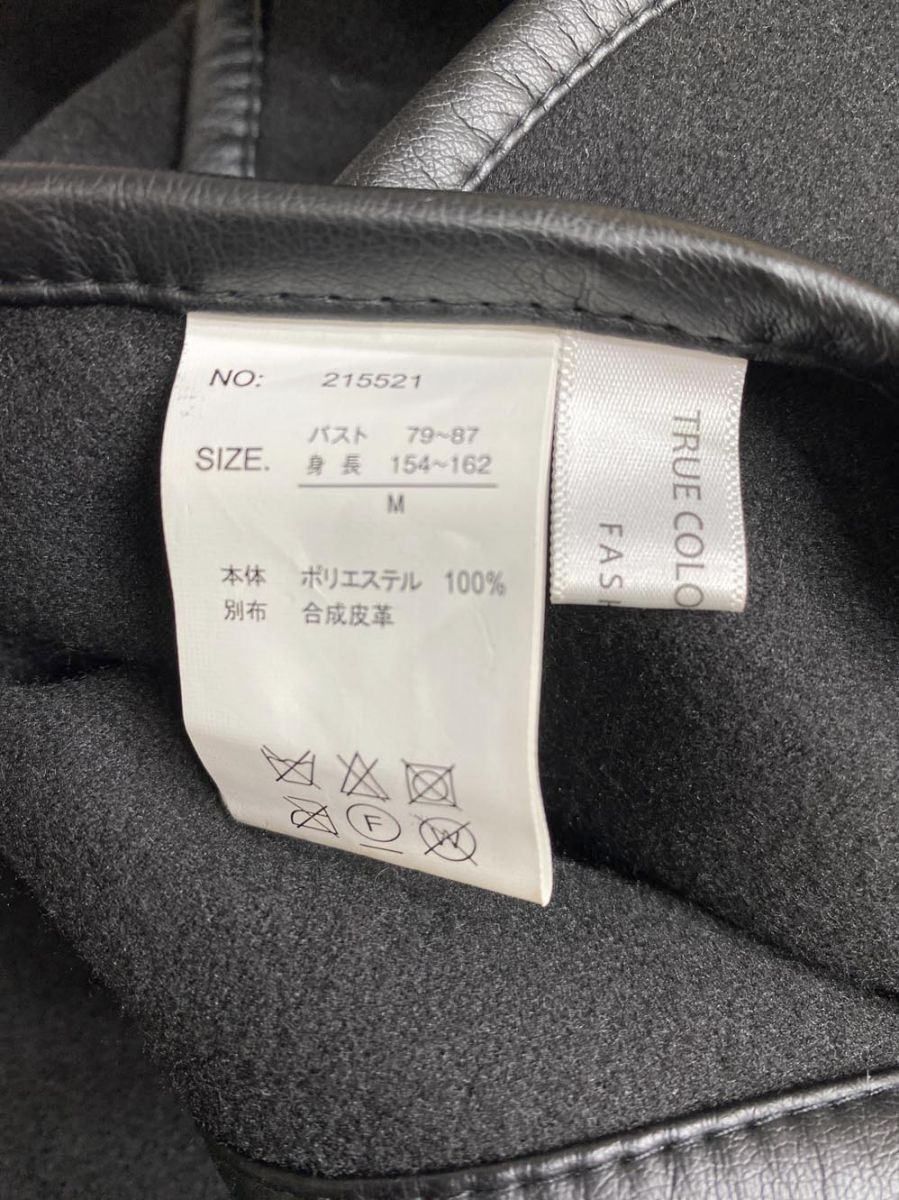 NO: 215521
SIZE. バスト 79~87
身長 154~162
M
本体 ポリエステル 100%
別布 合成皮革
F
W
TRUE COLO
FASH